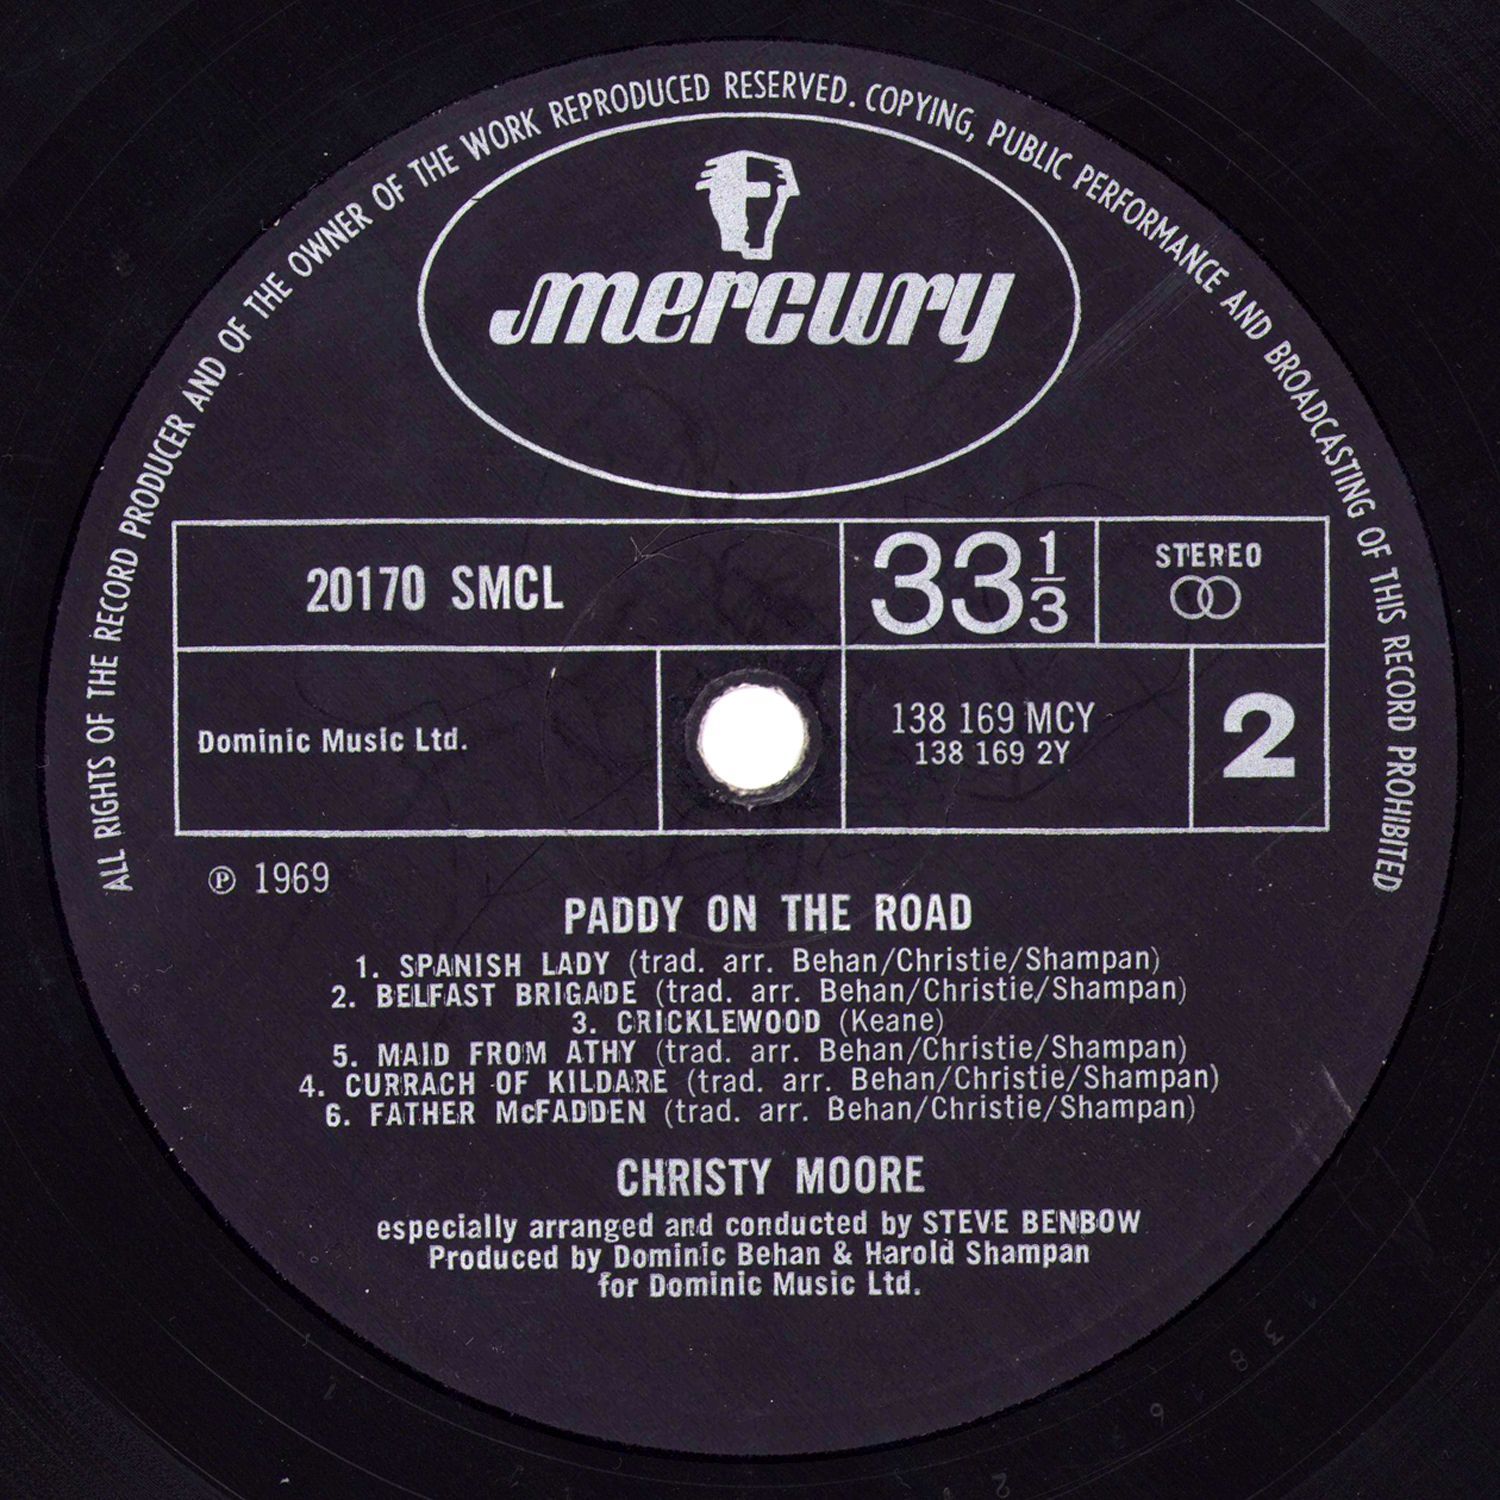 ALL RIGHTS OF THE RECORD PRODUCER AND OF THE OWNER OF THE WORK REPRODUCED RESERVED. COPYING, PUBLIC PERFORMANCE AND BROADCASTING OF THIS RECORD PROHIBITED
mercury
20170 SMCL
33 1/3
STEREO
Dominic Music Ltd.
138 169 MCY
138 169 2Y
2
℗ 1969
PADDY ON THE ROAD
1. SPANISH LADY (trad. arr. Behan/Christie/Shampan)
2. BELFAST BRIGADE (trad. arr. Behan/Christie/Shampan)
3. CRICKLEWOOD (Keane)
5. MAID FROM ATHY (trad. arr. Behan/Christie/Shampan)
4. CURRACH OF KILDARE (trad. arr. Behan/Christie/Shampan)
6. FATHER McFADDEN (trad. arr. Behan/Christie/Shampan)
CHRISTY MOORE
especially arranged and conducted by STEVE BENBOW
Produced by Dominic Behan & Harold Shampan
for Dominic Music Ltd.